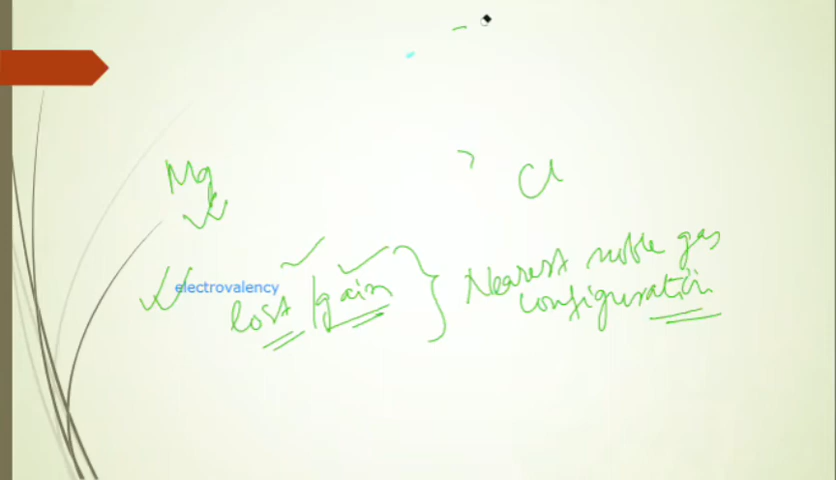 Mg Cl
electrovalency
lost/gain } Nearest noble gas
configuration